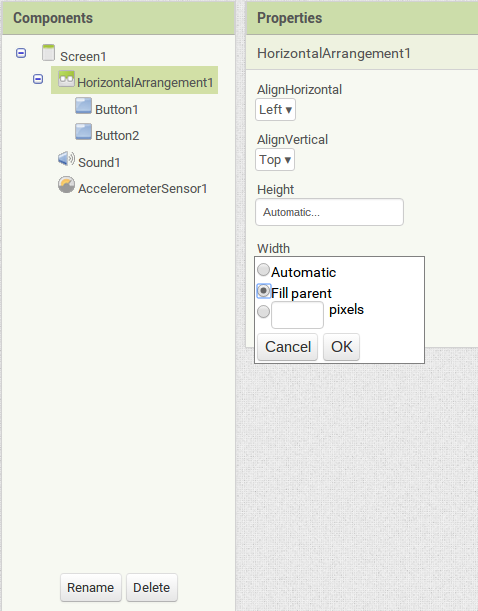 Components
Screen1
HorizontalArrangement1
Button1
Button2
Sound1
AccelerometerSensor1
Rename Delete
Properties
HorizontalArrangement1
AlignHorizontal
Left ▾
AlignVertical
Top ▾
Height
Automatic...
Width
Automatic
Fill parent
pixels
Cancel OK